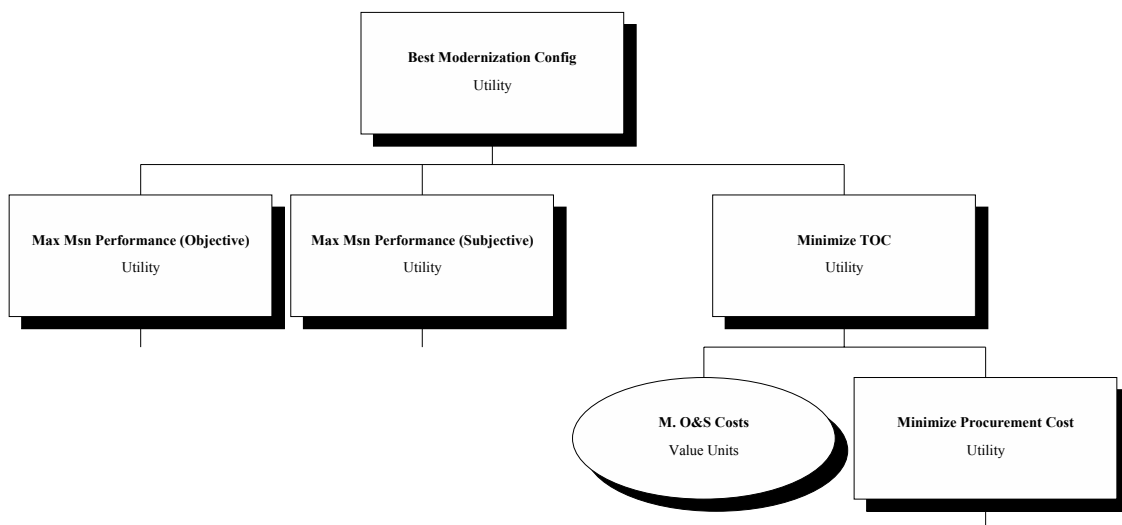 Best Modernization Config
Utility
Max Msn Performance (Objective)
Utility
Max Msn Performance (Subjective)
Utility
Minimize TOC
Utility
M. O&S Costs
Value Units
Minimize Procurement Cost
Utility